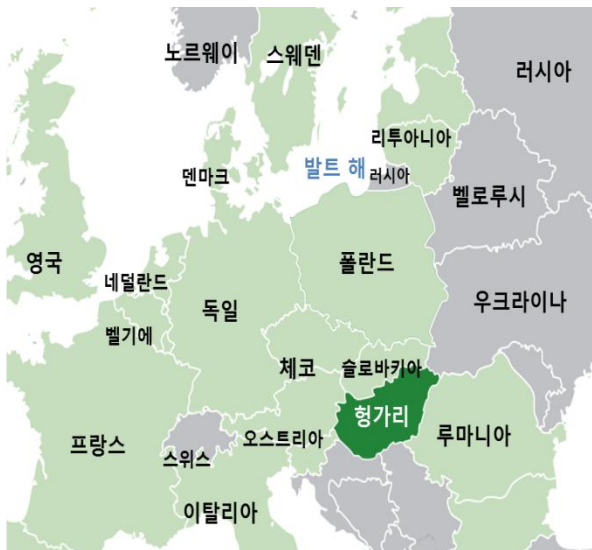 노르웨이
스웨덴
러시아
리투아니아
발트 해
러시아
덴마크
벨로루시
영국
폴란드
네덜란드
독일
우크라이나
벨기에
체코
슬로바키아
헝가리
루마니아
프랑스
오스트리아
스위스
이탈리아